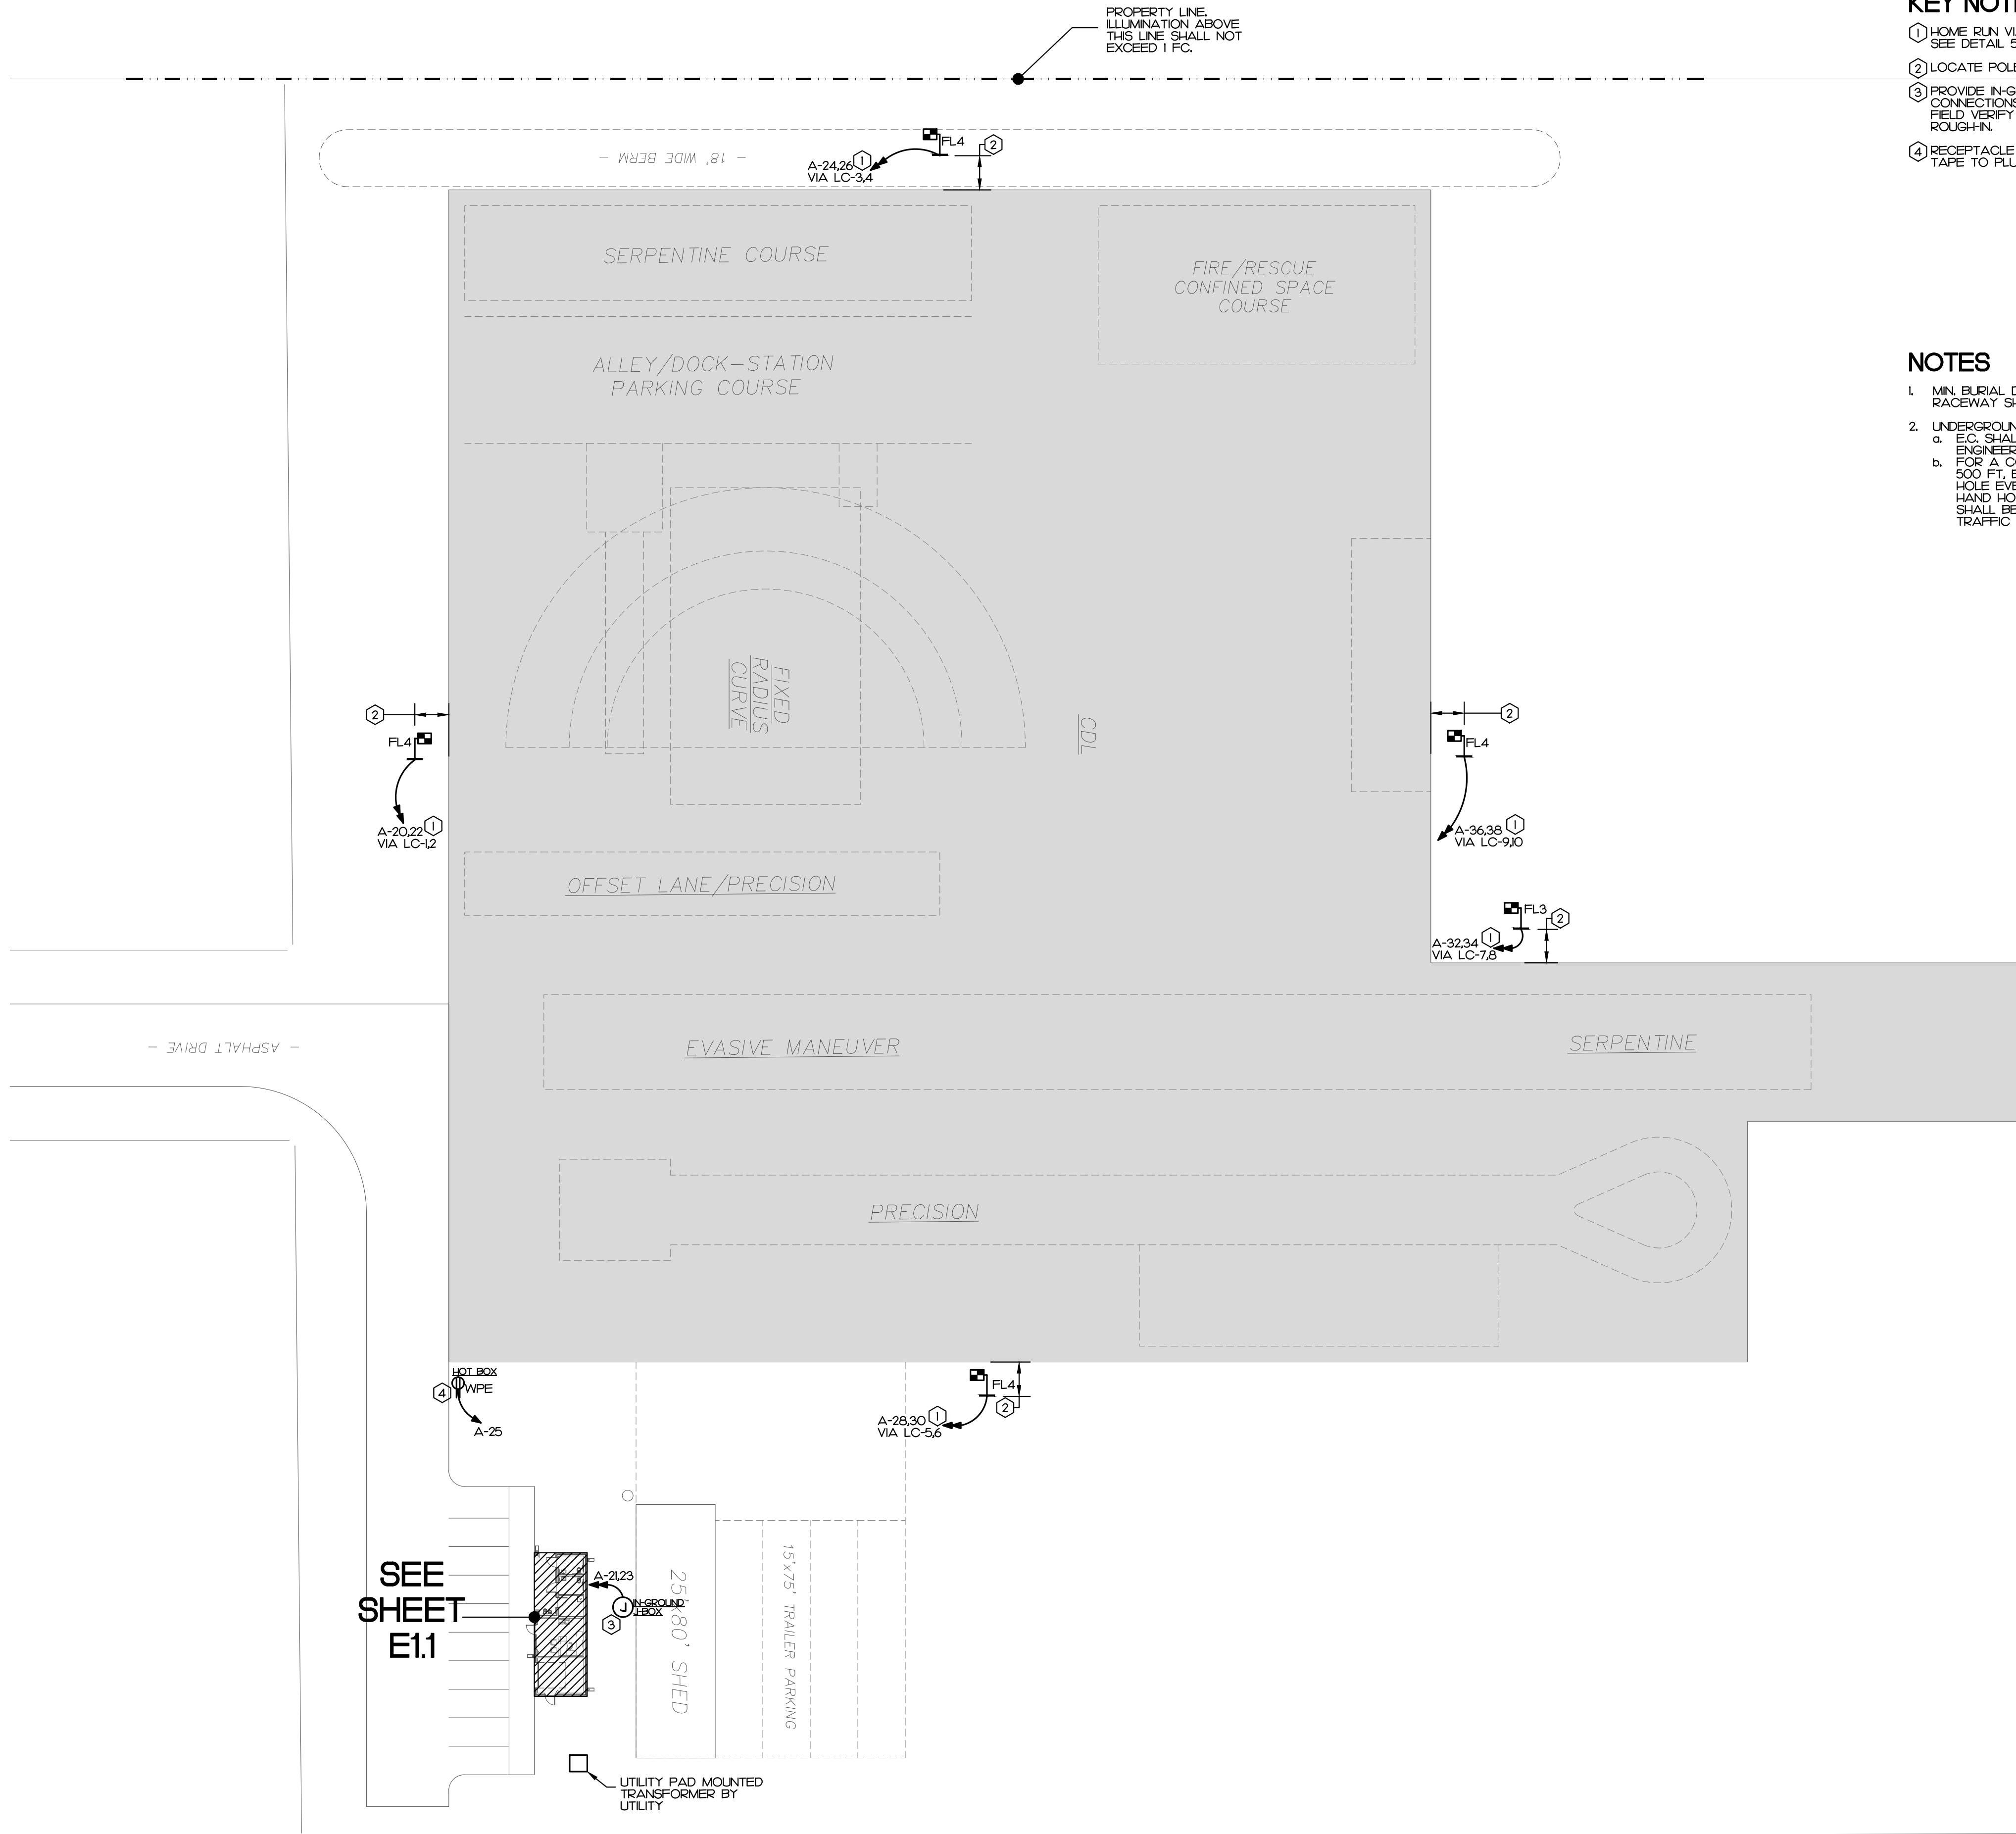 PROPERTY LINE.
ILLUMINATION ABOVE
THIS LINE SHALL NOT
EXCEED 1 FC.
KEY NOT
1 HOME RUN VI
SEE DETAIL 5
2 LOCATE POLE
3 PROVIDE IN-G
CONNECTIONS
FIELD VERIFY
ROUGH-IN.
4 RECEPTACLE
TAPE TO PLU
NOTES
1. MIN. BURIAL D
RACEWAY SH
2. UNDERGROUN
a. E.C. SHAL
ENGINEER
b. FOR A CO
500 FT, E
HOLE EVE
HAND HO
SHALL BE
TRAFFIC
- 18' WIDE BERM -
FL4
2
A-24,26 1
VIA LC-3,4
SERPENTINE COURSE
FIRE/RESCUE
CONFINED SPACE
COURSE
ALLEY/DOCK-STATION
PARKING COURSE
FIXED
RADIUS
CURVE
CDL
2
FL4
A-20,22 1
VIA LC-1,2
2
FL4
A-36,38 1
VIA LC-9,10
OFFSET LANE/PRECISION
FL3
2
A-32,34 1
VIA LC-7,8
- ASPHALT DRIVE -
EVASIVE MANEUVER
SERPENTINE
PRECISION
HOT BOX
4
WPE
A-25
FL4
2
A-28,30 1
VIA LC-5,6
SEE
SHEET
E1.1
A-21,23
J
IN-GROUND
J-BOX
3
25'x80' SHED
15'x75' TRAILER PARKING
UTILITY PAD MOUNTED
TRANSFORMER BY
UTILITY